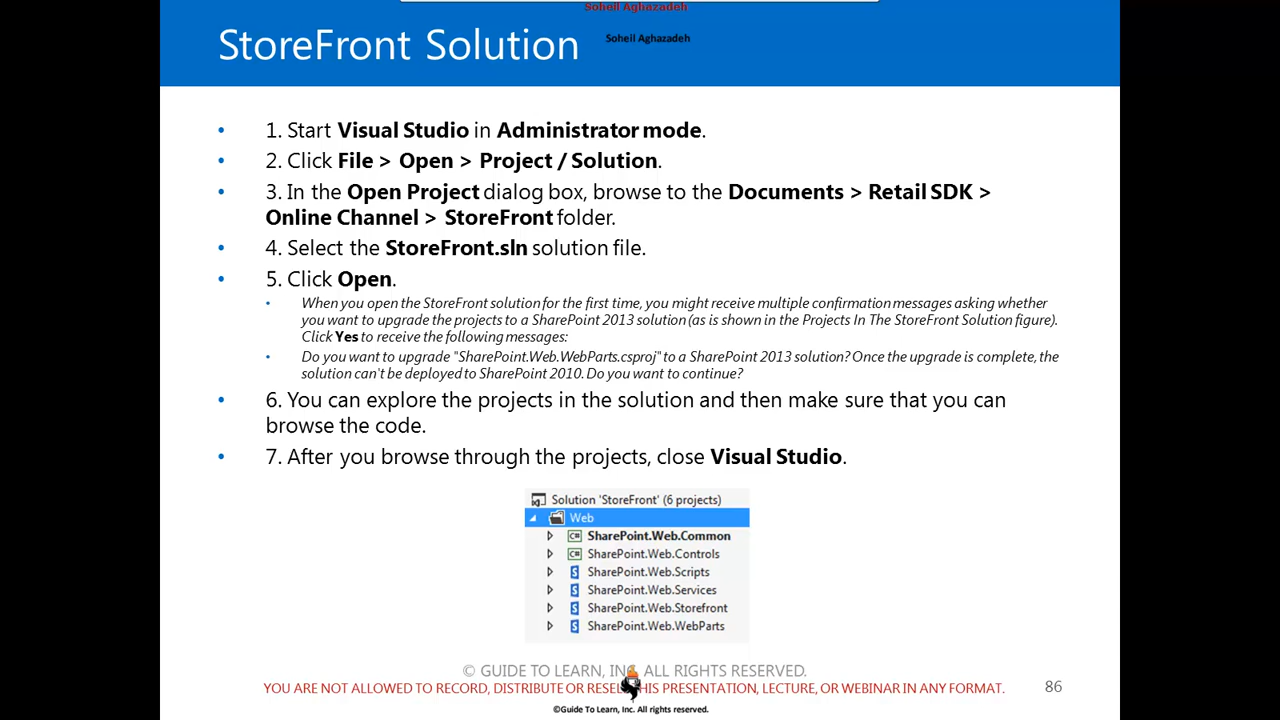 Soheil Aghazadeh
StoreFront Solution
Soheil Aghazadeh
• 1. Start Visual Studio in Administrator mode.
• 2. Click File > Open > Project / Solution.
• 3. In the Open Project dialog box, browse to the Documents > Retail SDK >
Online Channel > StoreFront folder.
• 4. Select the StoreFront.sln solution file.
• 5. Click Open.
• When you open the StoreFront solution for the first time, you might receive multiple confirmation messages asking whether
you want to upgrade the projects to a SharePoint 2013 solution (as is shown in the Projects In The StoreFront Solution figure).
Click Yes to receive the following messages:
• Do you want to upgrade "SharePoint.Web.WebParts.csproj" to a SharePoint 2013 solution? Once the upgrade is complete, the
solution can't be deployed to SharePoint 2010. Do you want to continue?
• 6. You can explore the projects in the solution and then make sure that you can
browse the code.
• 7. After you browse through the projects, close Visual Studio.
Solution 'StoreFront' (6 projects)
Web
C# SharePoint.Web.Common
C# SharePoint.Web.Controls
SharePoint.Web.Scripts
SharePoint.Web.Services
SharePoint.Web.Storefront
SharePoint.Web.WebParts
© GUIDE TO LEARN, INC. ALL RIGHTS RESERVED.
YOU ARE NOT ALLOWED TO RECORD, DISTRIBUTE OR RESELL THIS PRESENTATION, LECTURE, OR WEBINAR IN ANY FORMAT.
86
©Guide To Learn, Inc. All rights reserved.